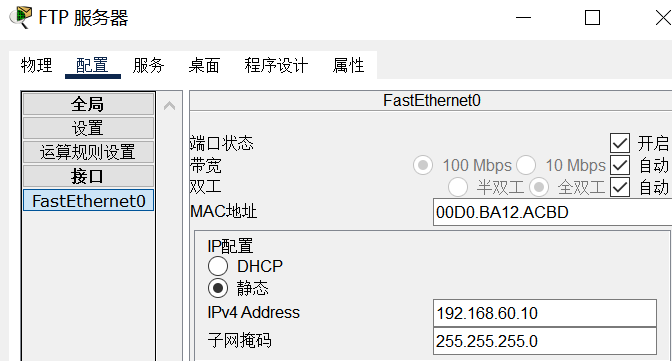 FTP 服务器
物理 配置 服务 桌面 程序设计 属性
全局
设置
运算规则设置
接口
FastEthernet0
FastEthernet0
端口状态 开启
带宽 100 Mbps 10 Mbps 自动
双工 半双工 全双工 自动
MAC地址 00D0.BA12.ACBD
IP配置
DHCP
静态
IPv4 Address 192.168.60.10
子网掩码 255.255.255.0